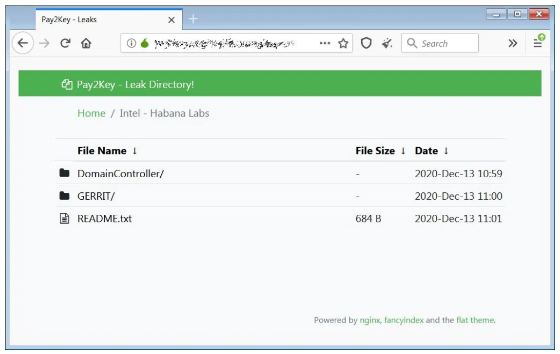 Pay2Key - Leaks
Search
Pay2Key - Leak Directory!
Home / Intel - Habana Labs
File Name ↓ File Size ↓ Date ↓
DomainController/ - 2020-Dec-13 10:59
GERRIT/ - 2020-Dec-13 11:00
README.txt 684 B 2020-Dec-13 11:01
Powered by nginx, fancyindex and the flat theme.